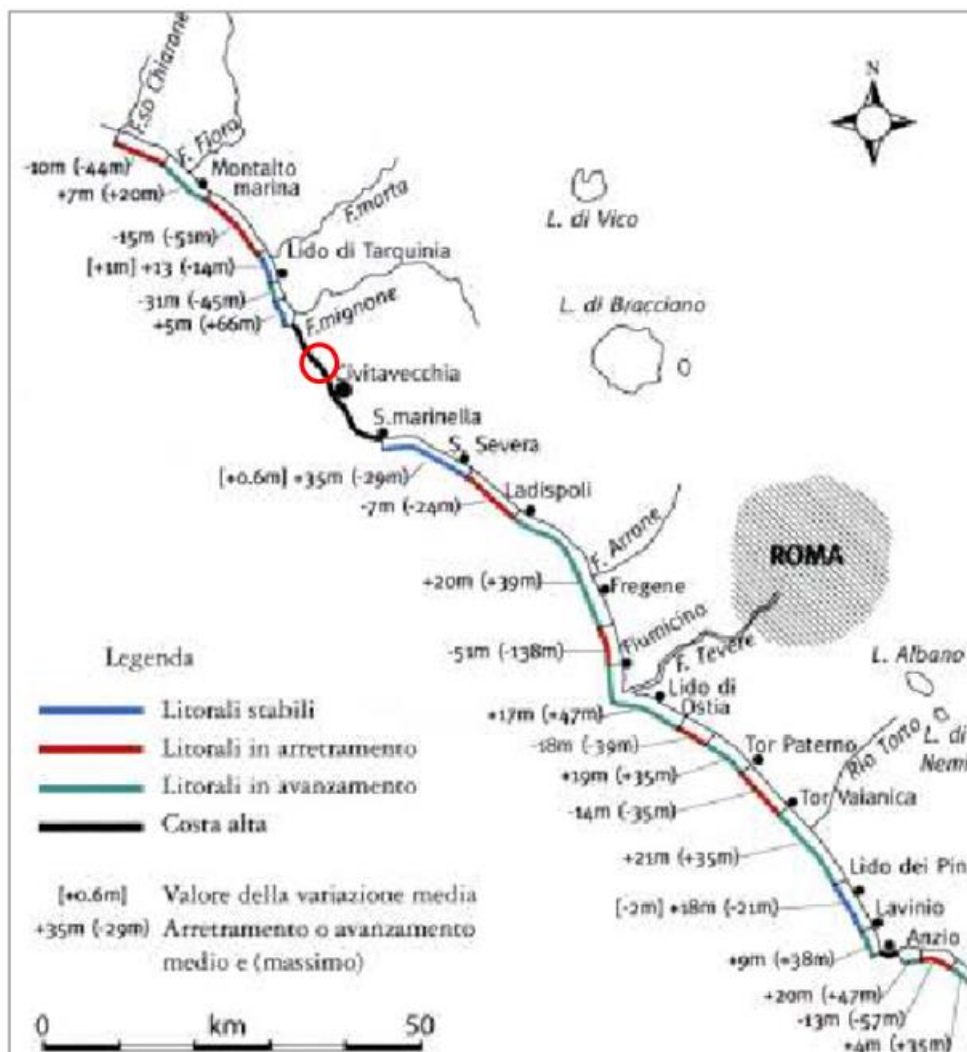 N
F.so Chiarone
F. Fiora
-10m (-44m)
Montalto
marina
+7m (+20m)
F.marta
L. di Vico
-15m (-51m)
Lido di Tarquinia
[+1m] +13 (-14m)
-31m (-45m)
F.mignone
+5m (+66m)
L. di Bracciano
Civitavecchia
S.marinella
S. Severa
[+0.6m] +35m (-29m)
-7m (-24m)
Ladispoli
F. Arrone
ROMA
+20m (+39m)
Fregene
Fiumicino
-51m (-138m)
F. Tevere
L. Albano
Lido di
Ostia
+17m (+47m)
-18m (-39m)
Tor Paterno
Rio Torto
L. di
Nemi
+19m (+35m)
-14m (-35m)
Tor Vaianica
+21m (+35m)
Lido dei Pin
[-2m] +18m (-21m)
Lavinio
Anzio
+9m (+38m)
+20m (+47m)
-13m (-57m)
+4m (+35m)
Legenda
Litorali stabili
Litorali in arretramento
Litorali in avanzamento
Costa alta
[+0.6m] Valore della variazione media
+35m (-29m) Arretramento o avanzamento
medio e (massimo)
0 km 50